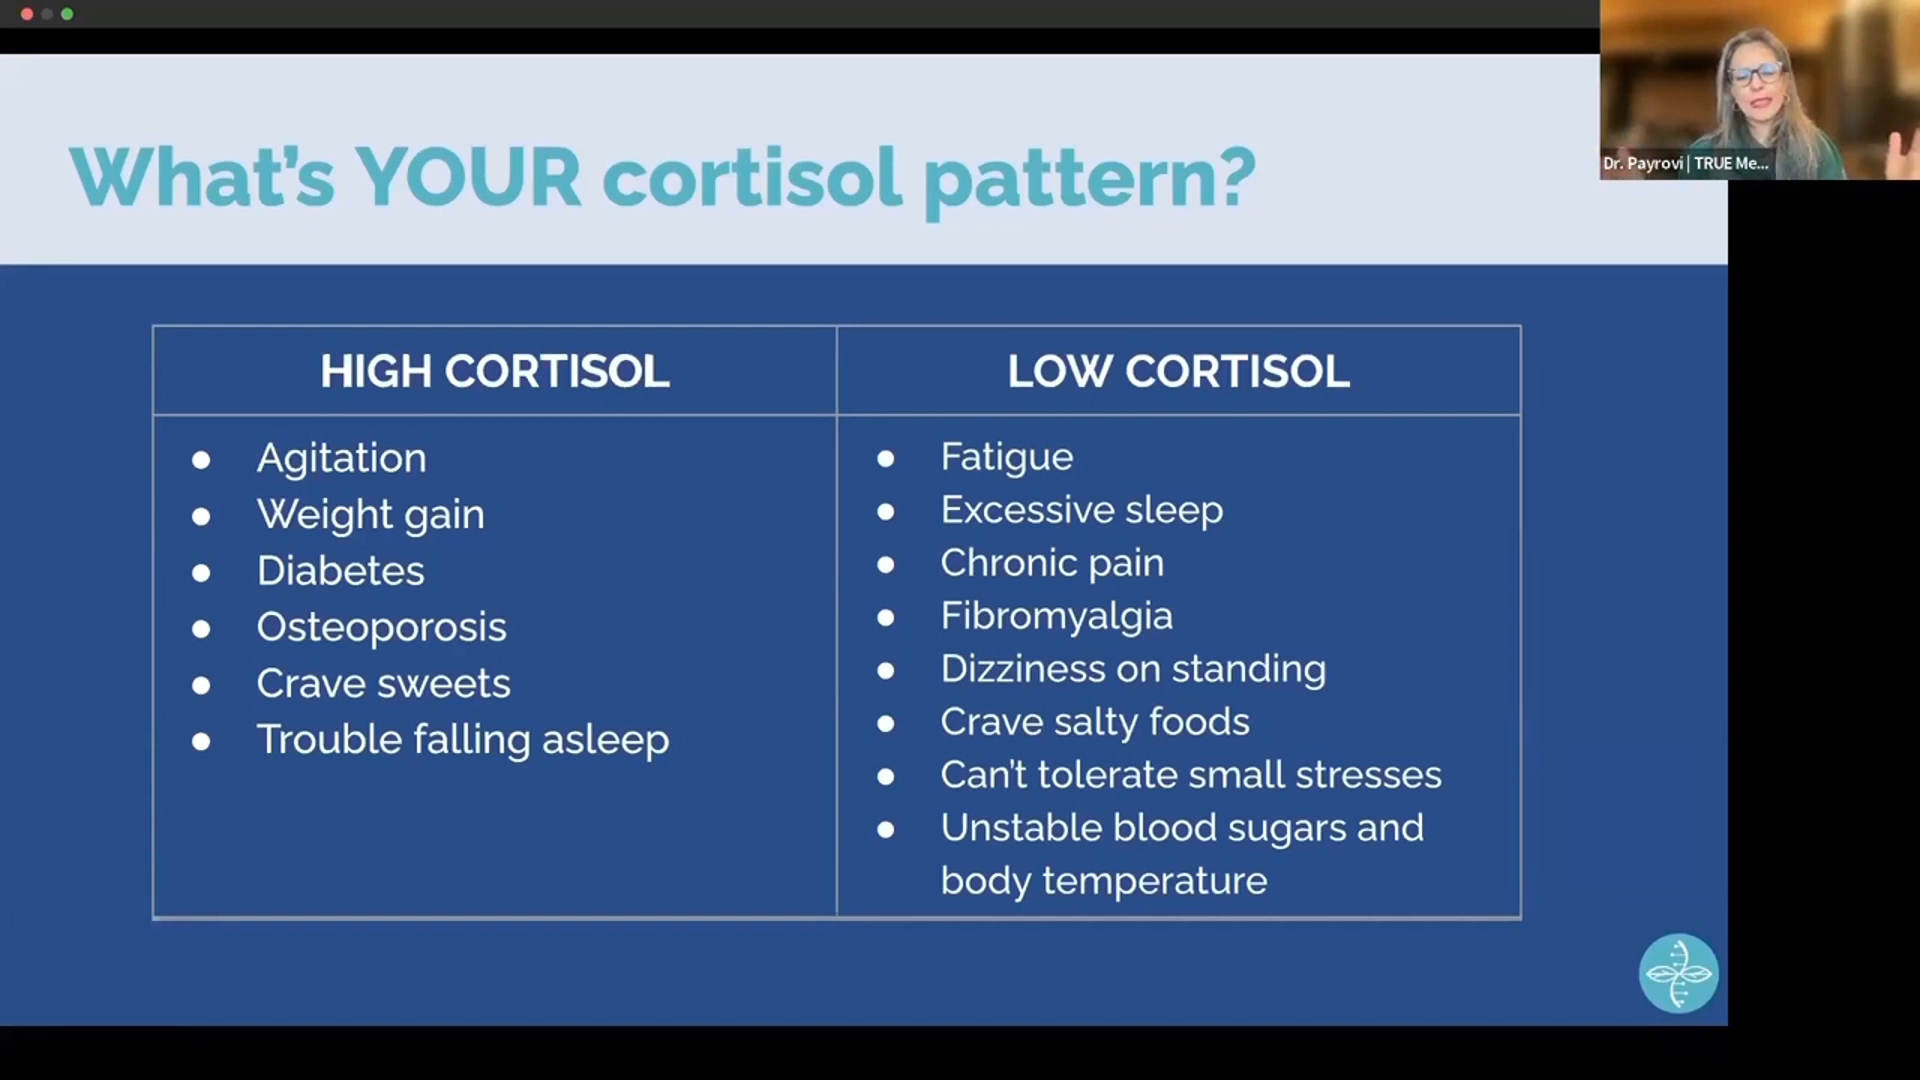 Dr. Payrovi | TRUE Me...
What's YOUR cortisol pattern?
HIGH CORTISOL
Agitation
Weight gain
Diabetes
Osteoporosis
Crave sweets
Trouble falling asleep
LOW CORTISOL
Fatigue
Excessive sleep
Chronic pain
Fibromyalgia
Dizziness on standing
Crave salty foods
Can't tolerate small stresses
Unstable blood sugars and
body temperature